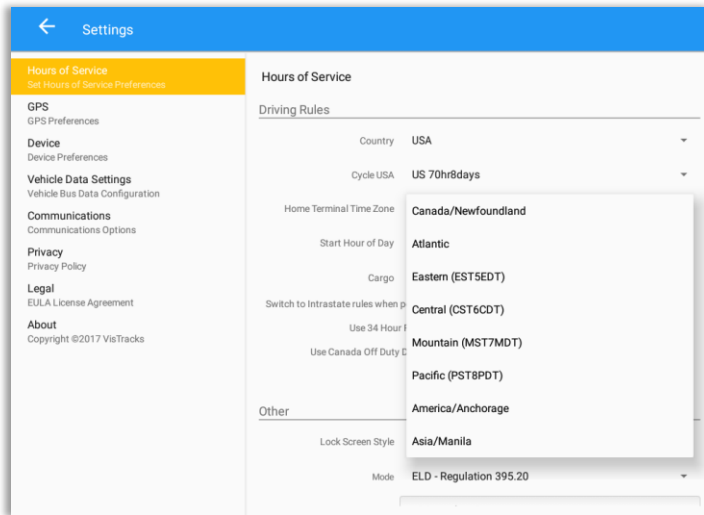 Settings
Hours of Service
Set Hours of Service Preferences
GPS
GPS Preferences
Device
Device Preferences
Vehicle Data Settings
Vehicle Bus Data Configuration
Communications
Communications Options
Privacy
Privacy Policy
Legal
EULA License Agreement
About
Copyright ©2017 VisTracks
Hours of Service
Driving Rules
Country USA
Cycle USA US 70hr8days
Home Terminal Time Zone
Canada/Newfoundland
Start Hour of Day
Atlantic
Cargo
Eastern (EST5EDT)
Switch to Intrastate rules when p
Central (CST6CDT)
Use 34 Hour
Mountain (MST7MDT)
Use Canada Off Duty D
Pacific (PST8PDT)
America/Anchorage
Other
Lock Screen Style
Asia/Manila
Mode ELD - Regulation 395.20